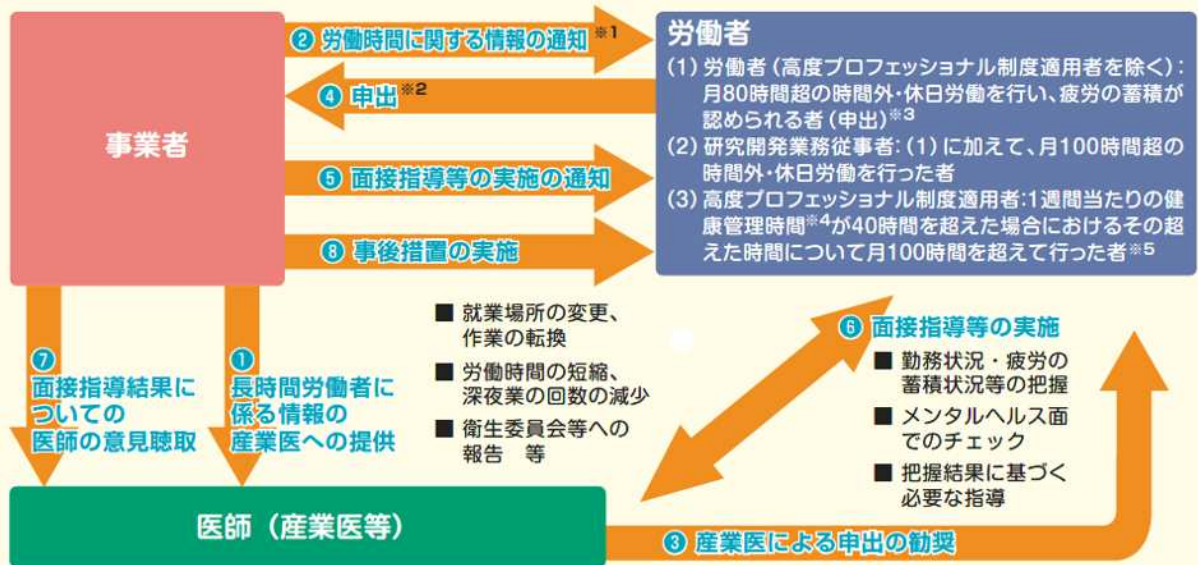 事業者
② 労働時間に関する情報の通知※1
④ 申出※2
⑤ 面接指導等の実施の通知
⑧ 事後措置の実施
労働者
(1) 労働者(高度プロフェッショナル制度適用者を除く):
月80時間超の時間外・休日労働を行い、疲労の蓄積が
認められる者(申出)※3
(2) 研究開発業務従事者:(1)に加えて、月100時間超の
時間外・休日労働を行った者
(3) 高度プロフェッショナル制度適用者:1週間当たりの健
康管理時間※4が40時間を超えた場合におけるその超
えた時間について月100時間を超えて行った者※5
⑦
面接指導結果に
ついての
医師の意見聴取
①
長時間労働者に
係る情報の
産業医への提供
■ 就業場所の変更、
作業の転換
■ 労働時間の短縮、
深夜業の回数の減少
■ 衛生委員会等への
報告 等
⑥ 面接指導等の実施
■ 勤務状況・疲労の
蓄積状況等の把握
■ メンタルヘルス面
でのチェック
■ 把握結果に基づく
必要な指導
医師(産業医等)
③ 産業医による申出の勧奨